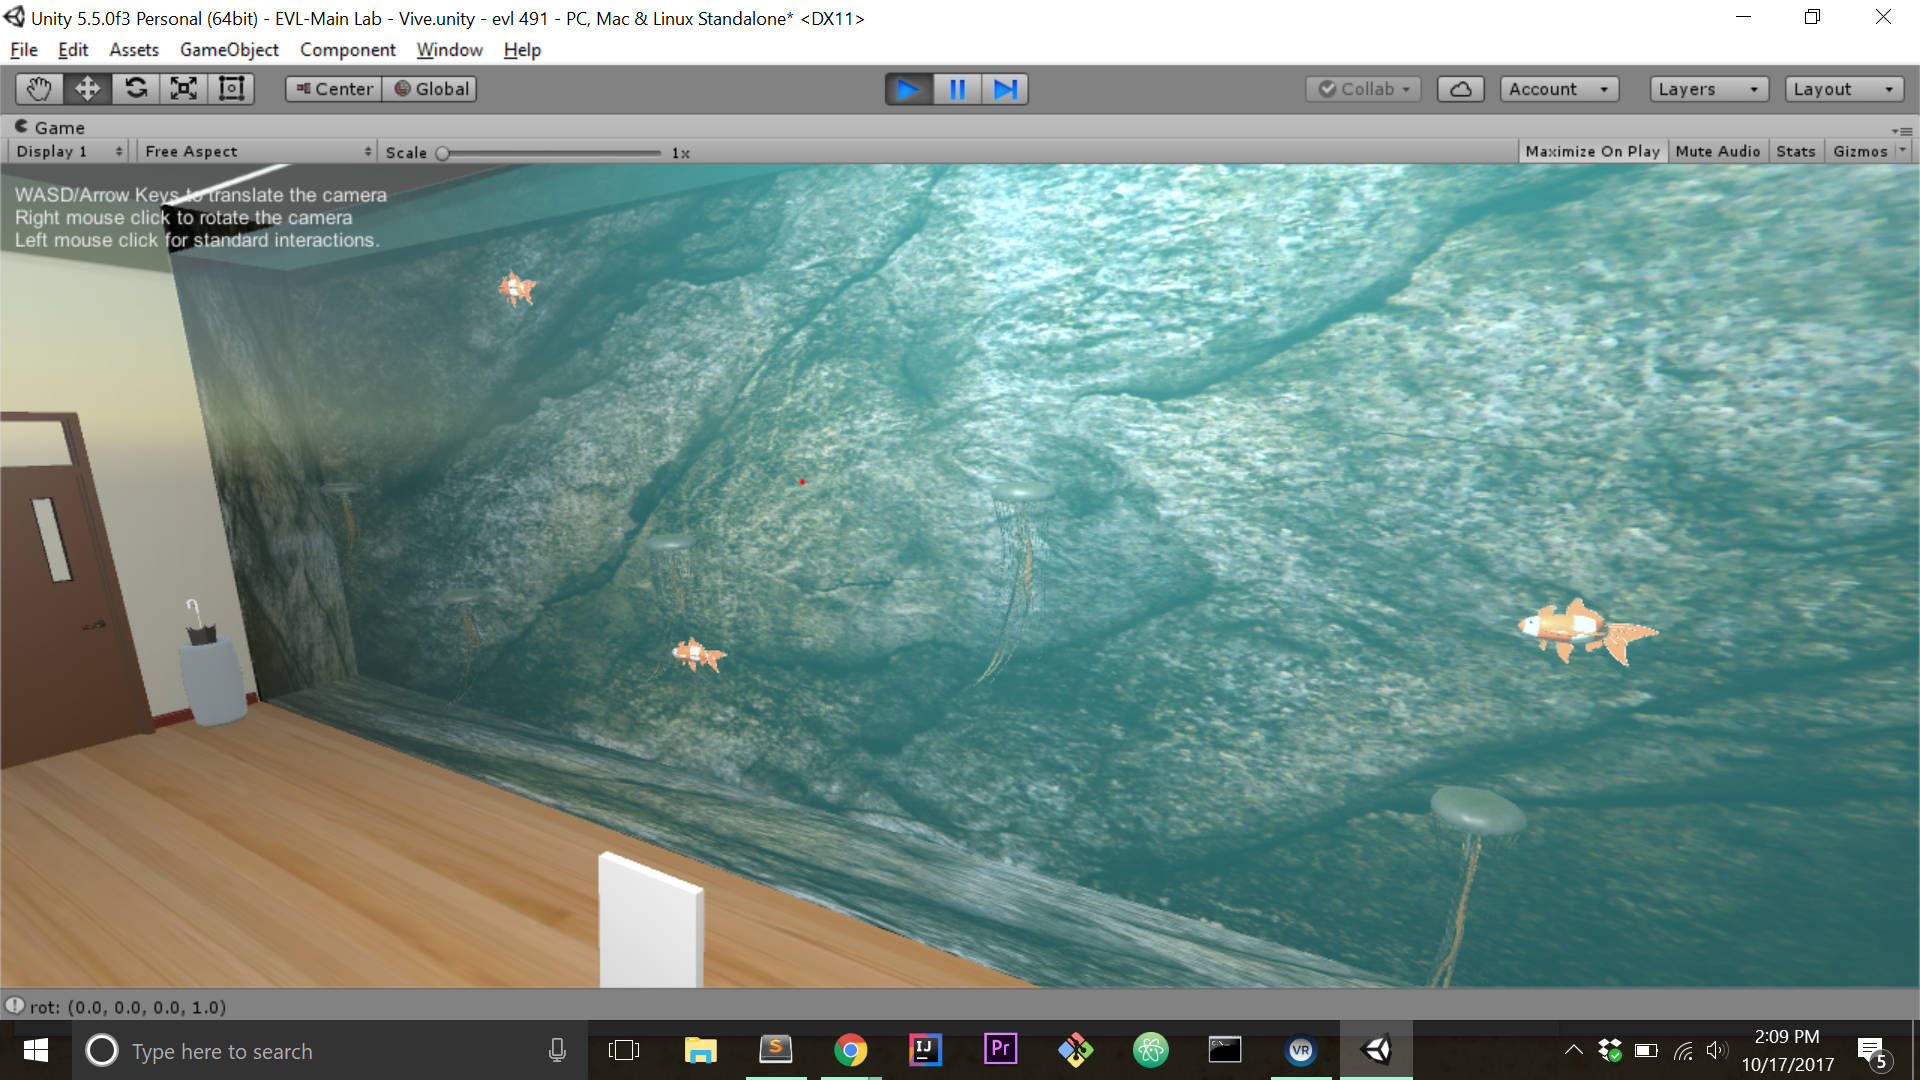 Unity 5.5.0f3 Personal (64bit) - EVL-Main Lab - Vive.unity - evl 491 - PC, Mac & Linux Standalone* <DX11>
File Edit Assets GameObject Component Window Help
Center Global Collab Account Layers Layout
Game
Display 1 Free Aspect Scale 1x Maximize On Play Mute Audio Stats Gizmos
WASD/Arrow Keys to translate the camera
Right mouse click to rotate the camera
Left mouse click for standard interactions.
rot: (0.0, 0.0, 0.0, 1.0)
Type here to search
S
IJ
Pr
VR
2:09 PM
10/17/2017
5